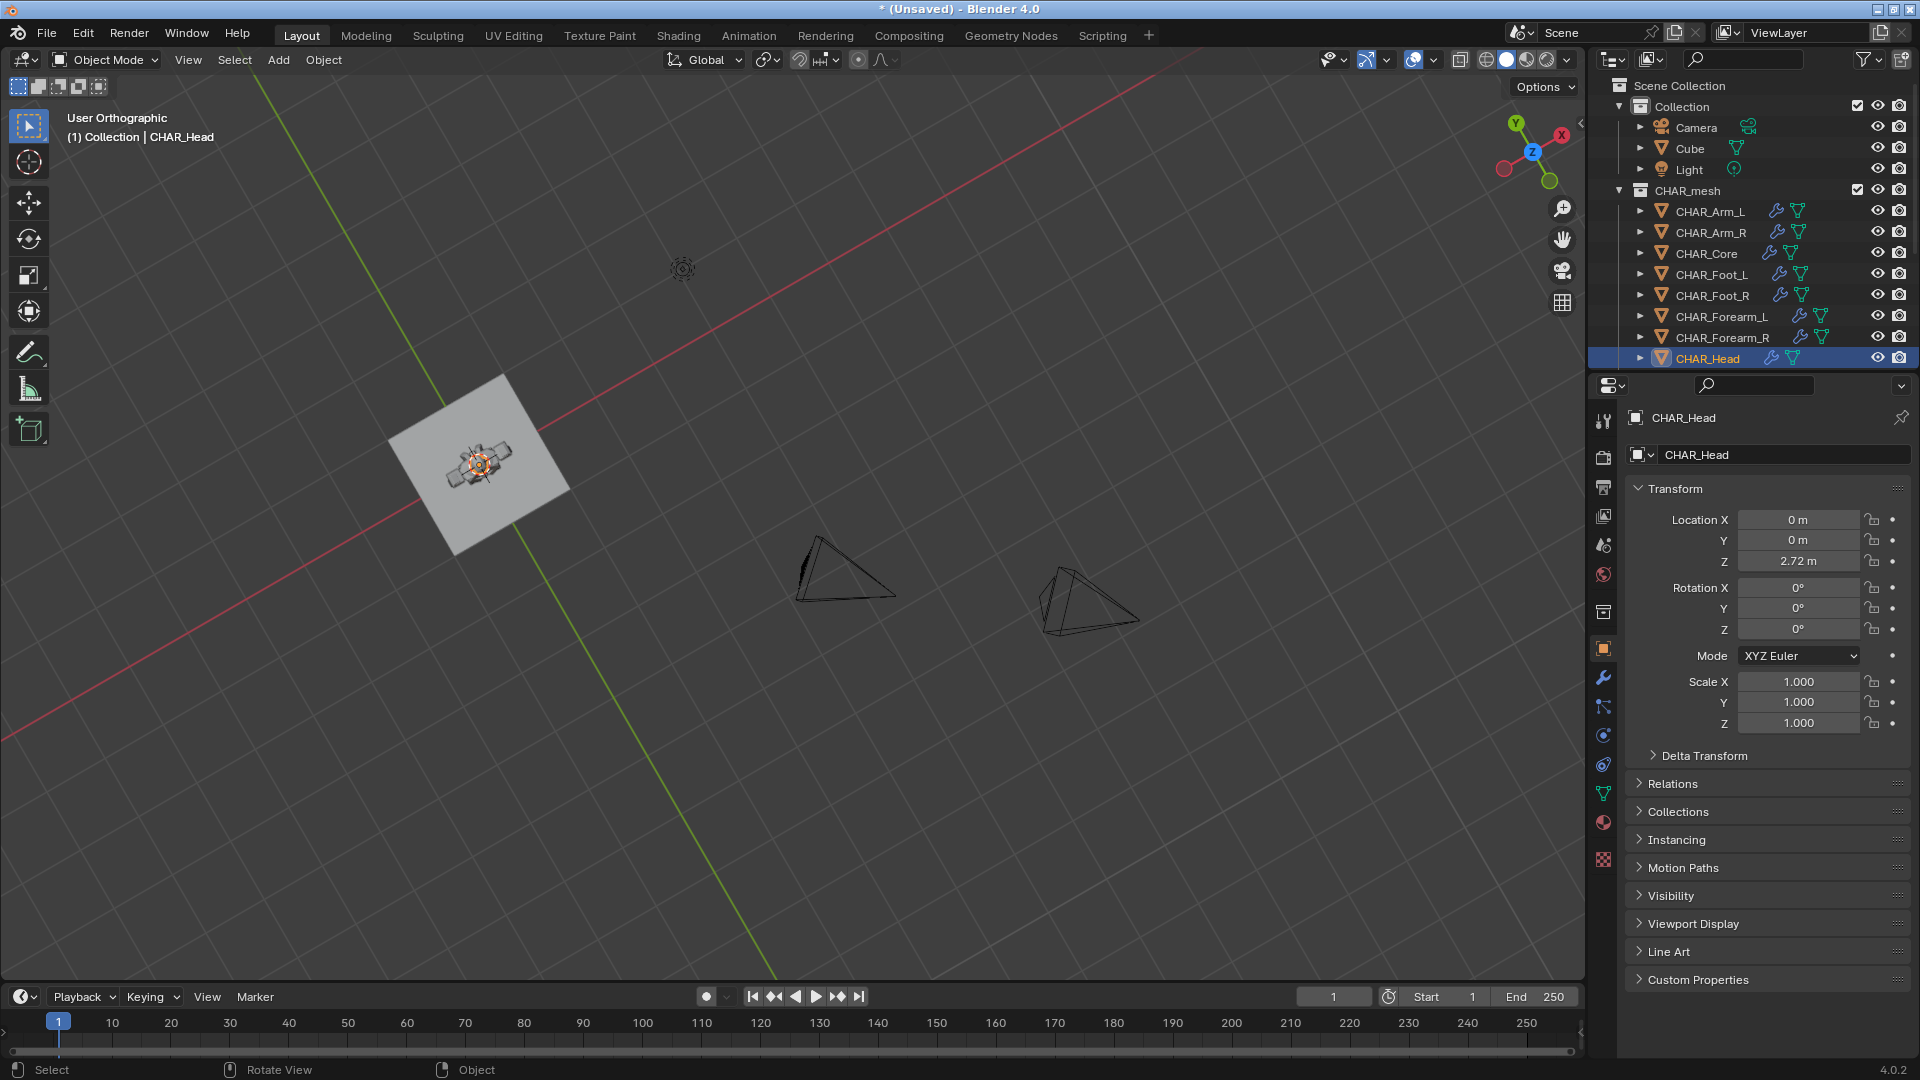 * (Unsaved) - Blender 4.0
File Edit Render Window Help
Layout Modeling Sculpting UV Editing Texture Paint Shading Animation Rendering Compositing Geometry Nodes Scripting
Scene
ViewLayer
Object Mode View Select Add Object
Global
Options
User Orthographic
(1) Collection | CHAR_Head
Y
X
Z
Scene Collection
Collection
Camera
Cube
Light
CHAR_mesh
CHAR_Arm_L
CHAR_Arm_R
CHAR_Core
CHAR_Foot_L
CHAR_Foot_R
CHAR_Forearm_L
CHAR_Forearm_R
CHAR_Head
CHAR_Head
CHAR_Head
Transform
Location X 0 m
Y 0 m
Z 2.72 m
Rotation X 0°
Y 0°
Z 0°
Mode XYZ Euler
Scale X 1.000
Y 1.000
Z 1.000
Delta Transform
Relations
Collections
Instancing
Motion Paths
Visibility
Viewport Display
Line Art
Custom Properties
Playback Keying View Marker
1
Start 1
End 250
1 10 20 30 40 50 60 70 80 90 100 110 120 130 140 150 160 170 180 190 200 210 220 230 240 250
Select
Rotate View
Object
4.0.2